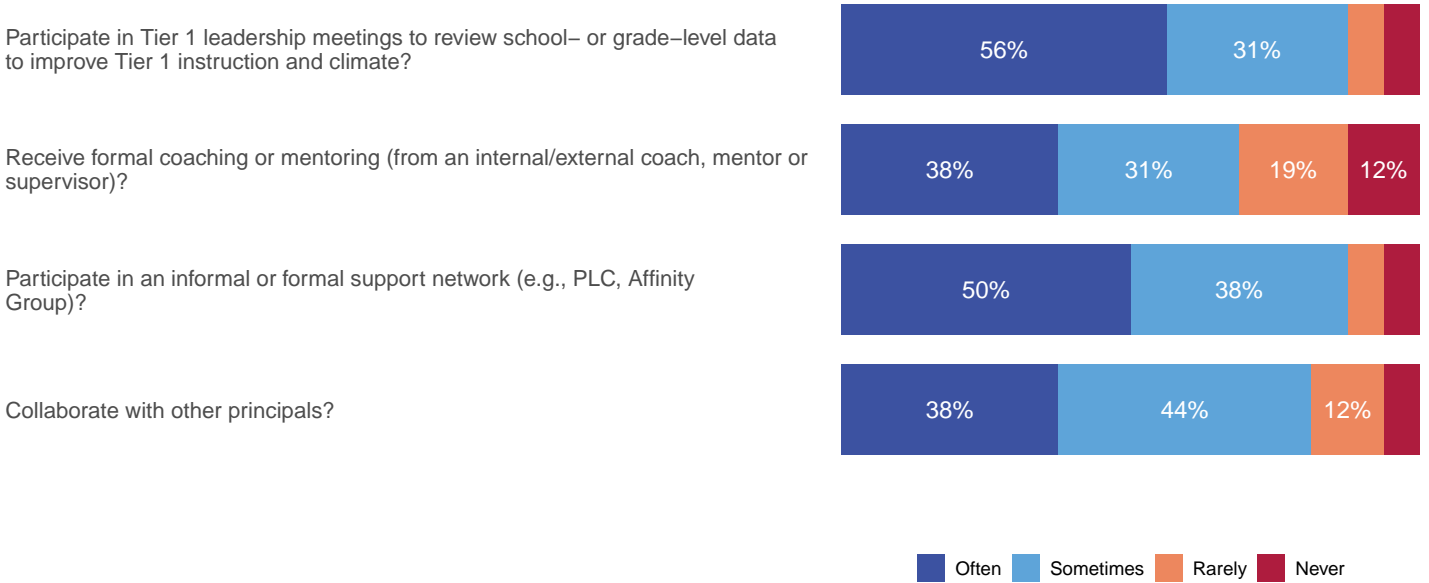 Participate in Tier 1 leadership meetings to review school− or grade−level data
to improve Tier 1 instruction and climate?
56% 31%
Receive formal coaching or mentoring (from an internal/external coach, mentor or
supervisor)?
38% 31% 19% 12%
Participate in an informal or formal support network (e.g., PLC, Affinity
Group)?
50% 38%
Collaborate with other principals?
38% 44% 12%
Often Sometimes Rarely Never